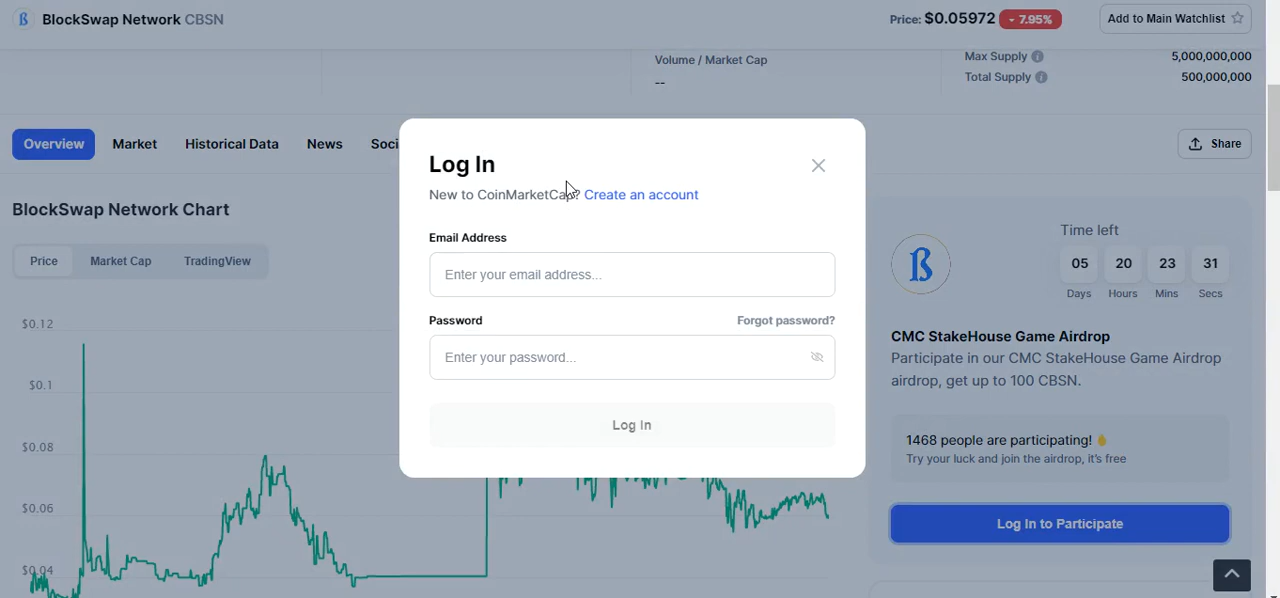 BlockSwap Network CBSN
Price: $0.05972 7.95%
Add to Main Watchlist
Volume / Market Cap
--
Max Supply 5,000,000,000
Total Supply 500,000,000
Overview Market Historical Data News Soci
Share
BlockSwap Network Chart
Price Market Cap TradingView
$0.12
$0.1
$0.08
$0.06
$0.04
Log In
New to CoinMarketCap? Create an account
Email Address
Enter your email address...
Password Forgot password?
Enter your password...
Log In
Time left
05 20 23 31
Days Hours Mins Secs
CMC StakeHouse Game Airdrop
Participate in our CMC StakeHouse Game Airdrop
airdrop, get up to 100 CBSN.
1468 people are participating!
Try your luck and join the airdrop, it's free
Log In to Participate